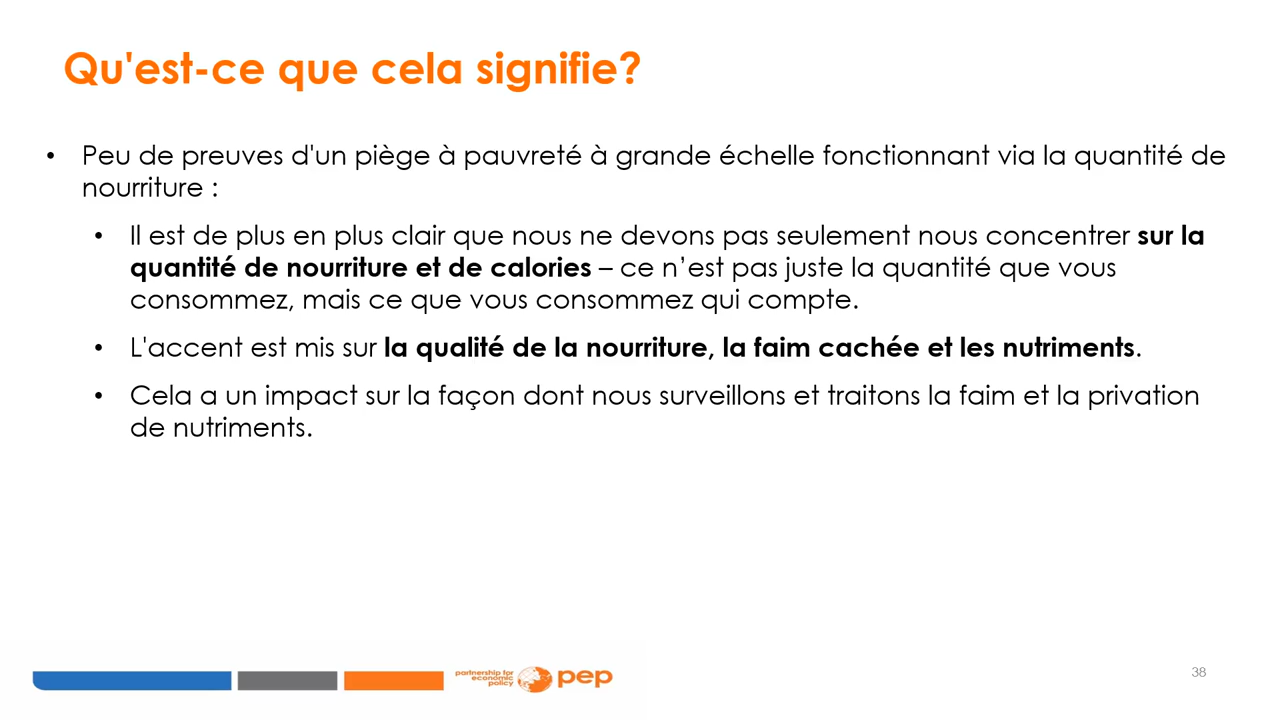 Qu'est-ce que cela signifie?
• Peu de preuves d'un piège à pauvreté à grande échelle fonctionnant via la quantité de
nourriture :
• Il est de plus en plus clair que nous ne devons pas seulement nous concentrer sur la
quantité de nourriture et de calories – ce n’est pas juste la quantité que vous
consommez, mais ce que vous consommez qui compte.
• L'accent est mis sur la qualité de la nourriture, la faim cachée et les nutriments.
• Cela a un impact sur la façon dont nous surveillons et traitons la faim et la privation
de nutriments.
partnership for
economic
policy
pep
38